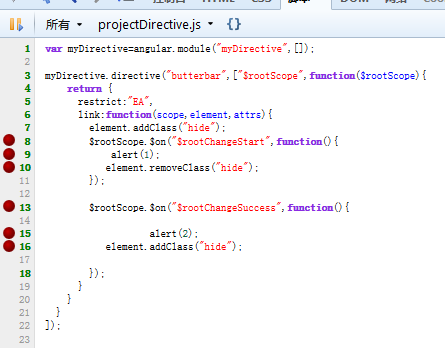 HTML CSS DOM
所有 projectDirective.js {}
1 var myDirective=angular.module("myDirective",[]);
2
3 myDirective.directive("butterbar",["$rootScope",function($rootScope){
4 return {
5 restrict:"EA",
6 link:function(scope,element,attrs){
7 element.addClass("hide");
8 $rootScope.$on("$rootChangeStart",function(){
9 alert(1);
10 element.removeClass("hide");
11 });
12
13 $rootScope.$on("$rootChangeSuccess",function(){
14
15 alert(2);
16 element.addClass("hide");
17
18 });
19 }
20 }
21 }
22 ]);
23